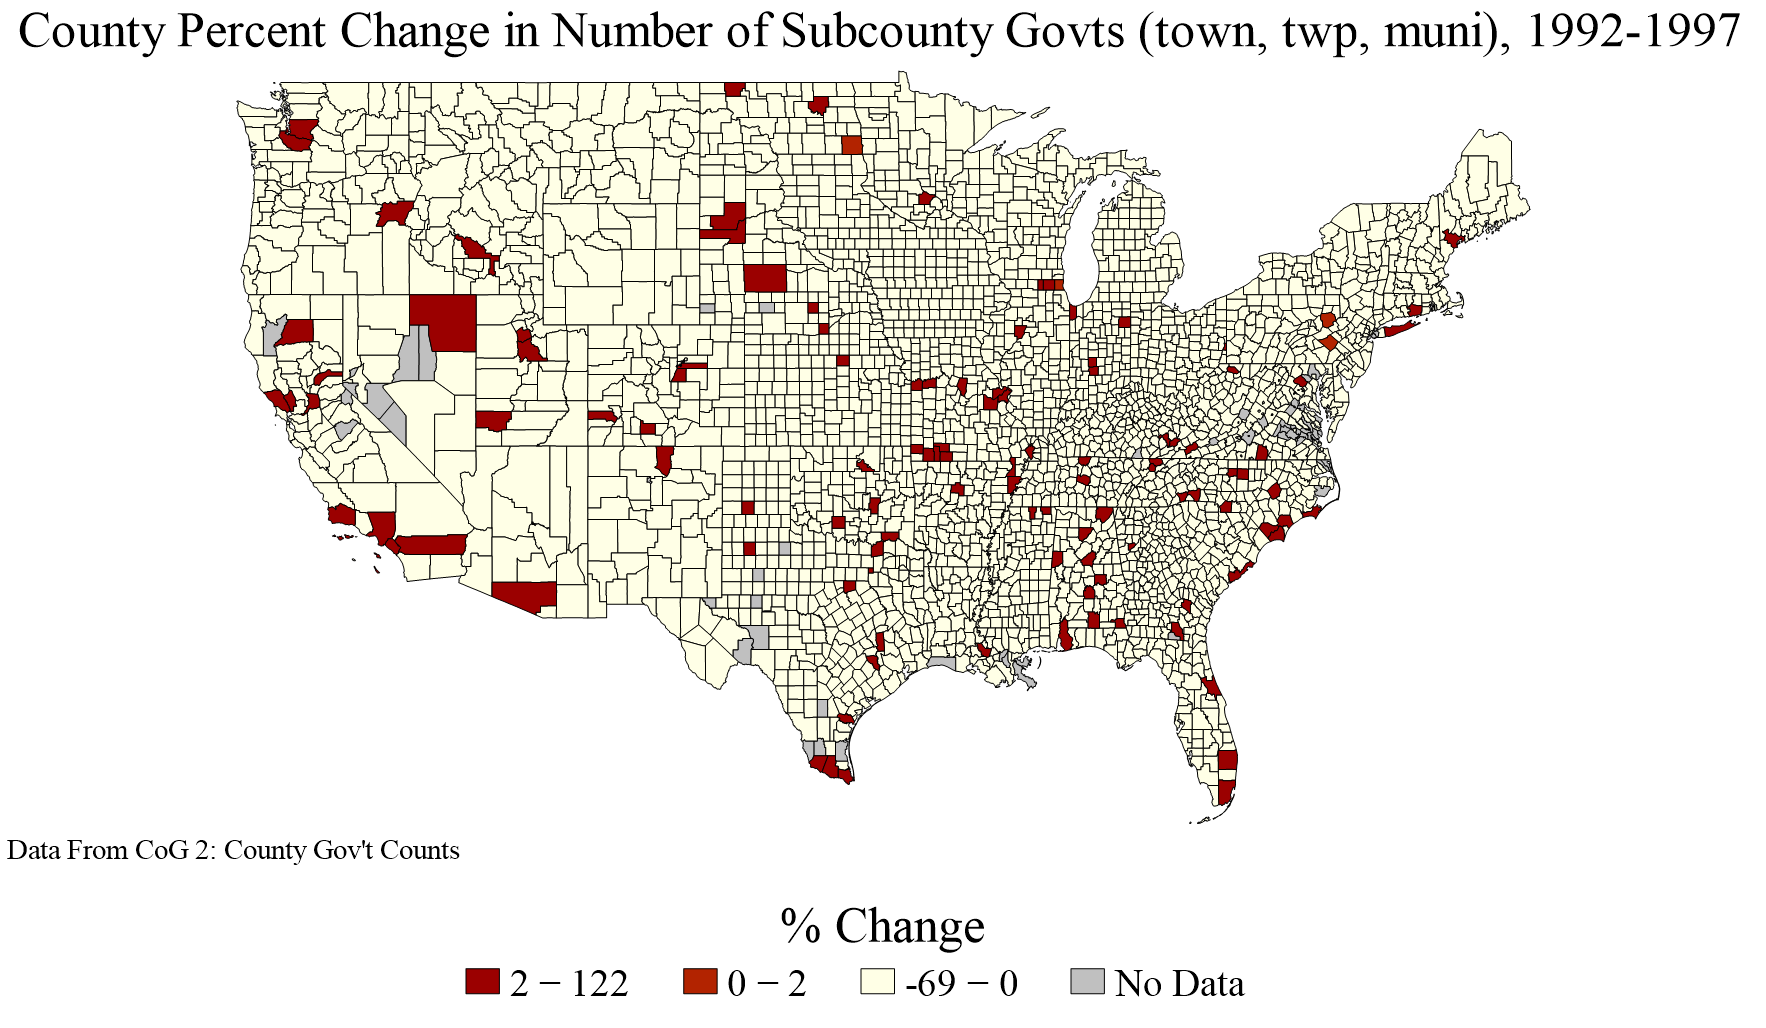 County Percent Change in Number of Subcounty Govts (town, twp, muni), 1992-1997
Data From CoG 2: County Gov't Counts
% Change
2 − 122 0 − 2 -69 − 0 No Data